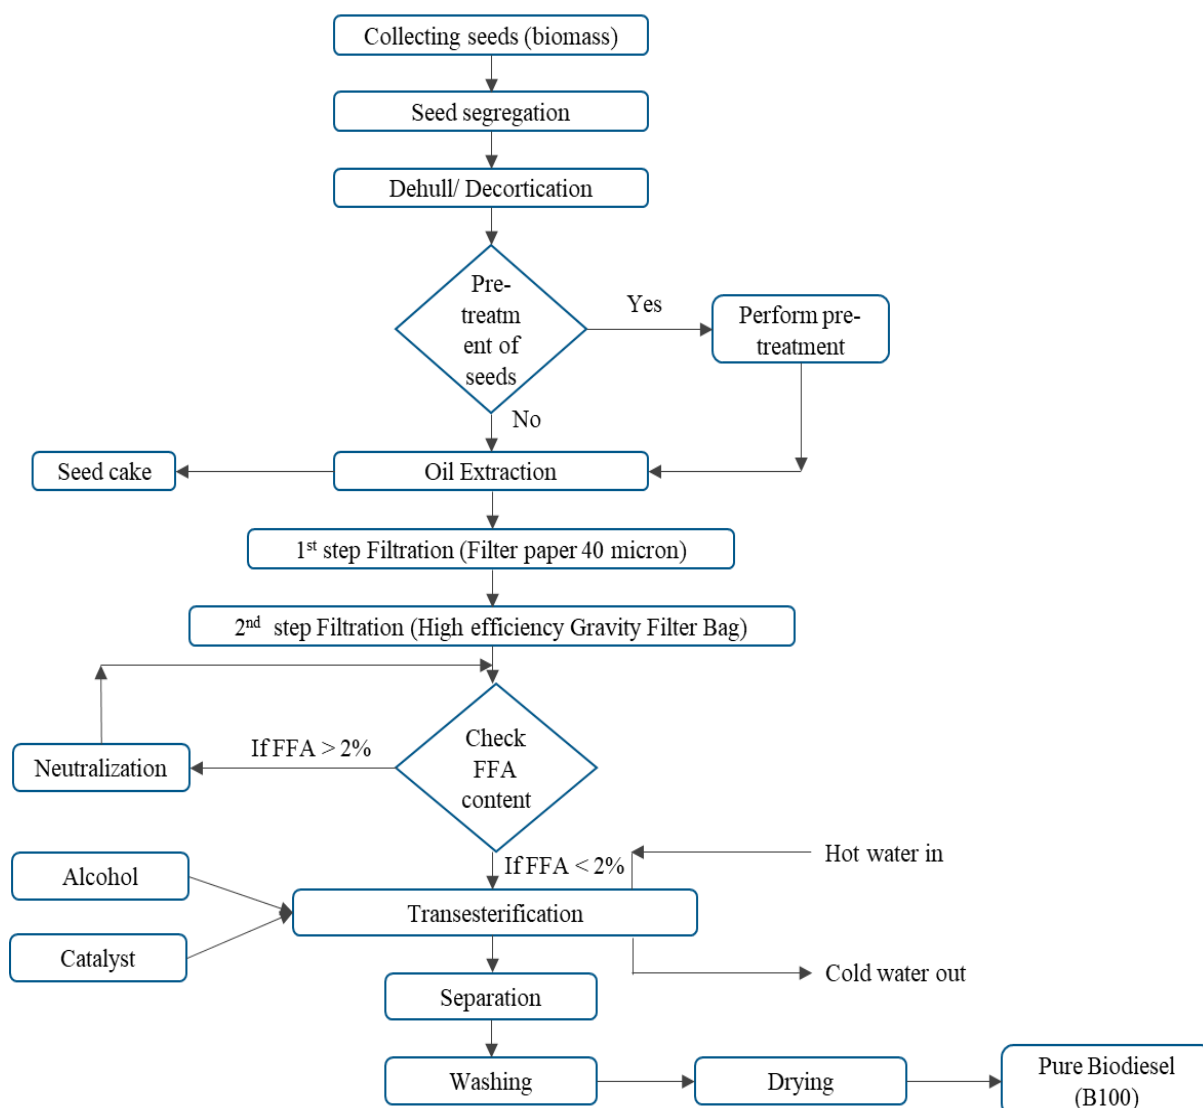 Collecting seeds (biomass)
Seed segregation
Dehull/ Decortication
Pre-
treatm
ent of
seeds
Yes
Perform pre-
treatment
No
Seed cake
Oil Extraction
1st step Filtration (Filter paper 40 micron)
2nd  step Filtration (High efficiency Gravity Filter Bag)
Neutralization
If FFA > 2%
Check
FFA
content
If FFA < 2%
Hot water in
Alcohol
Transesterification
Catalyst
Cold water out
Separation
Washing
Drying
Pure Biodiesel
(B100)